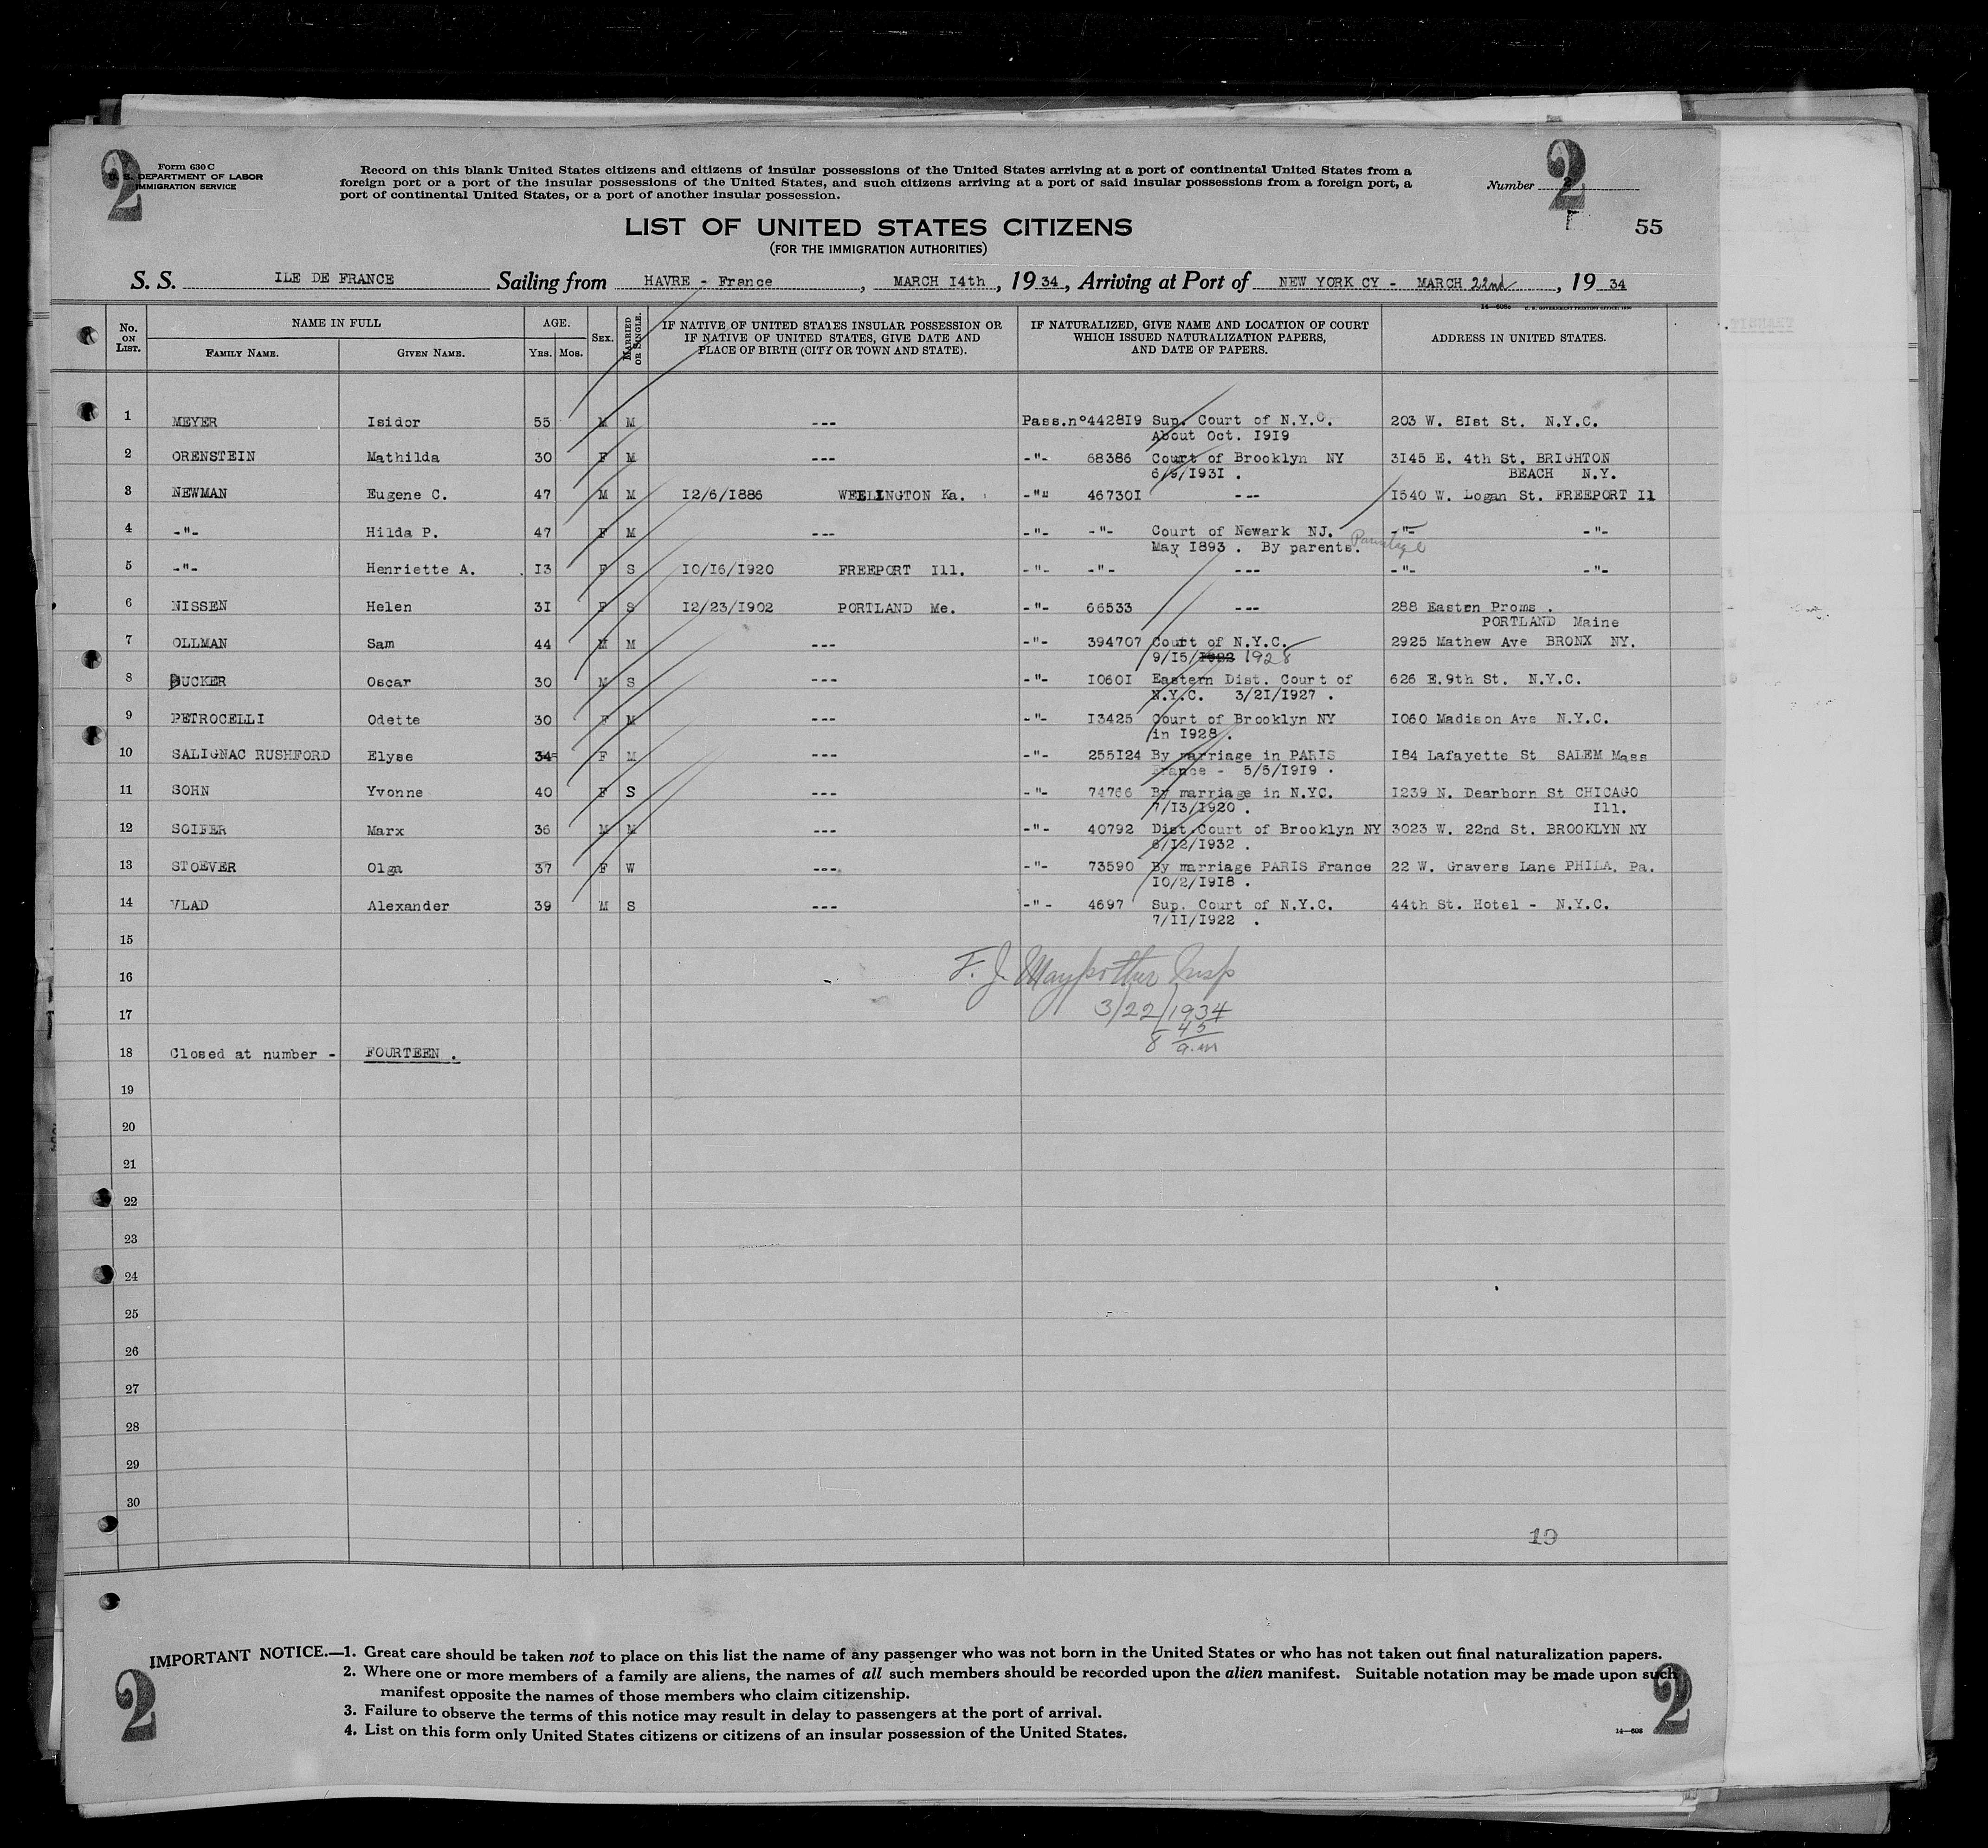 2 2
Form 630 C
U. S. DEPARTMENT OF LABOR
IMMIGRATION SERVICE
Record on this blank United States citizens and citizens of insular possessions of the United States arriving at a port of continental United States from a
foreign port or a port of the insular possessions of the United States, and such citizens arriving at a port of said insular possessions from a foreign port, a
port of continental United States, or a port of another insular possession.
Number 2
55
LIST OF UNITED STATES CITIZENS
(FOR THE IMMIGRATION AUTHORITIES)
S. S. ILE DE FRANCE Sailing from HAVRE - France , MARCH 14th , 19 34 , Arriving at Port of NEW YORK CY - MARCH 22nd , 19 34
14—608c U. S. GOVERNMENT PRINTING OFFICE: 1930
No. ON LIST. NAME IN FULL FAMILY NAME. GIVEN NAME. AGE. YRS. MOS. SEX. MARRIED OR SINGLE. IF NATIVE OF UNITED STATES INSULAR POSSESSION OR IF NATIVE OF UNITED STATES, GIVE DATE AND PLACE OF BIRTH (CITY OR TOWN AND STATE). IF NATURALIZED, GIVE NAME AND LOCATION OF COURT WHICH ISSUED NATURALIZATION PAPERS, AND DATE OF PAPERS. ADDRESS IN UNITED STATES.
1 MEYER Isidor 55 M M --- Pass.n° 442819 Sup. Court of N.Y.C. 203 W. 81st St. N.Y.C.
About Oct. 1919
2 ORENSTEIN Mathilda 30 F M --- -"- 68386 Court of Brooklyn NY 3145 E. 4th St. BRIGHTON
6/9/1931 . BEACH N.Y.
3 NEWMAN Eugene C. 47 M M 12/6/1886 WELLINGTON Ka. -"- 467301 --- 1540 W. Logan St. FREEPORT Il
4 -"- Hilda P. 47 F M --- -"- -"- Court of Newark NJ. -"- -"-
May 1893 . By parents.
5 -"- Henriette A. 13 F S 10/16/1920 FREEPORT Ill. -"- -"- --- -"- -"-
6 NISSEN Helen 31 F S 12/23/1902 PORTLAND Me. -"- 66533 --- 288 Eastrn Proms .
PORTLAND Maine
7 OLLMAN Sam 44 M M --- -"- 394707 Court of N.Y.C. 2925 Mathew Ave BRONX NY.
9/15/1922 1928
8 DUCKER Oscar 30 M S --- -"- 10601 Eastern Dist. Court of 626 E.9th St. N.Y.C.
N.Y.C. 3/21/1927 .
9 PETROCELLI Odette 30 F M --- -"- 13425 Court of Brooklyn NY 1060 Madison Ave N.Y.C.
in 1928 .
10 SALIGNAC RUSHFORD Elyse 34 F M --- -"- 255124 By marriage in PARIS 184 Lafayette St SALEM Mass
France - 5/5/1919 .
11 SOHN Yvonne 40 F S --- -"- 74766 By marriage in N.YC. 1239 N. Dearborn St CHICAGO
7/13/1920 . Ill.
12 SOIFER Marx 36 M M --- -"- 40792 Dist.Court of Brooklyn NY 3023 W. 22nd St. BROOKLYN NY
6/12/1932 .
13 STOEVER Olga 37 F W --- -"- 73590 By marriage PARIS France 22 W. Gravers Lane PHILA. Pa.
10/2/1918 .
14 VLAD Alexander 39 M S --- -"- 4697 Sup. Court of N.Y.C. 44th St. Hotel - N.Y.C.
7/11/1922 .
15
16 F. J. Maypother Insp
17 3/22/1934
8 45 a.m
18 Closed at number - FOURTEEN .
19
20
21
22
23
24
25
26
27
28
29
30
19
IMPORTANT NOTICE.—1. Great care should be taken not to place on this list the name of any passenger who was not born in the United States or who has not taken out final naturalization papers.
2. Where one or more members of a family are aliens, the names of all such members should be recorded upon the alien manifest. Suitable notation may be made upon such
manifest opposite the names of those members who claim citizenship.
3. Failure to observe the terms of this notice may result in delay to passengers at the port of arrival.
4. List on this form only United States citizens or citizens of an insular possession of the United States.
14—608
2 2